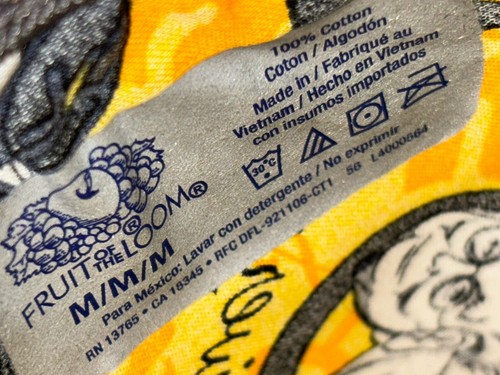 100% Cotton
Coton / Algodón
Made in / Fabriqué au
Vietnam / Hecho en Vietnam
con insumos importados
30°C
FRUIT OF THE LOOM®
M/M/M
Para México: Lavar con detergente / No exprimir
RN 13765 • CA 16345 • RFC DFL-921106-CT1 56 L4000564